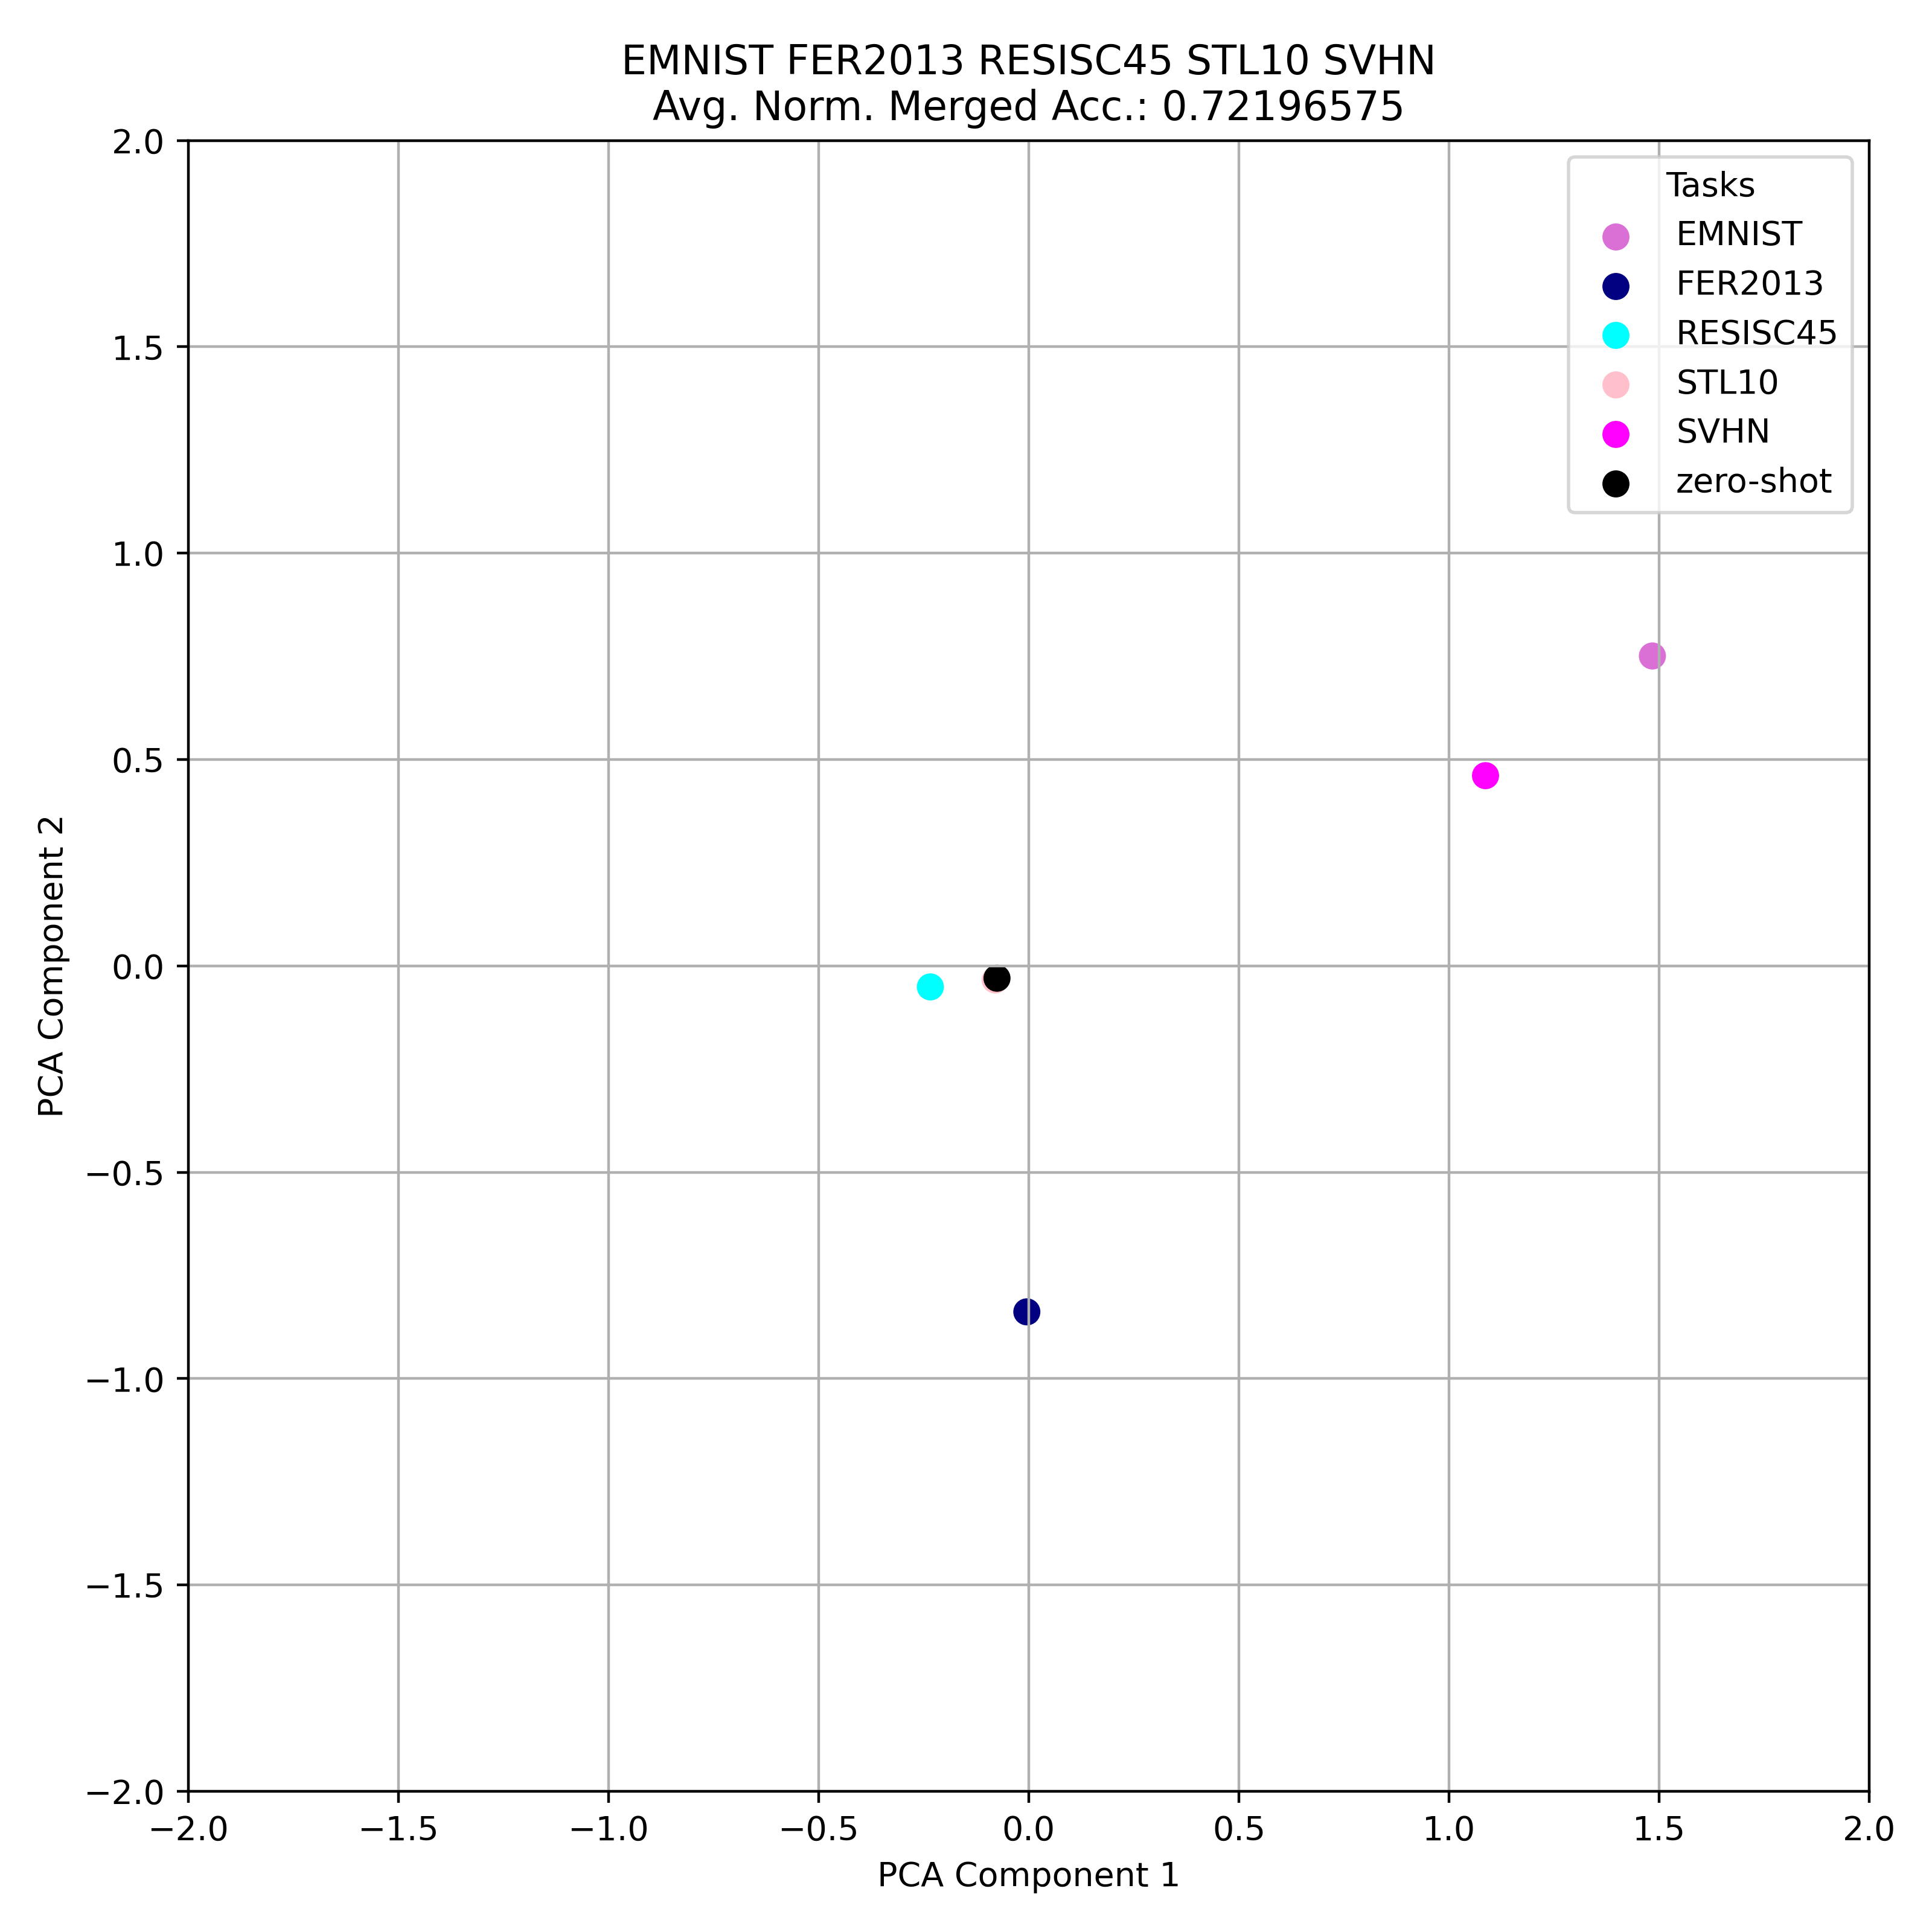 EMNIST FER2013 RESISC45 STL10 SVHN
Avg. Norm. Merged Acc.: 0.72196575
2.0
1.5
1.0
0.5
0.0
−0.5
−1.0
−1.5
−2.0
PCA Component 2
Tasks
EMNIST
FER2013
RESISC45
STL10
SVHN
zero-shot
−2.0 −1.5 −1.0 −0.5 0.0 0.5 1.0 1.5 2.0
PCA Component 1